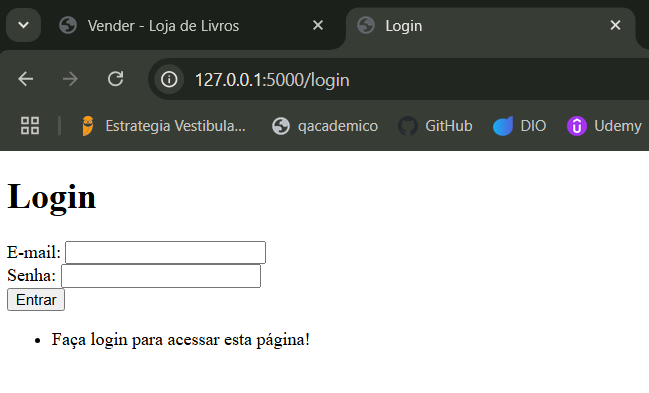 Vender - Loja de Livros
Login
127.0.0.1:5000/login
Estrategia Vestibula...
qacademico
GitHub
DIO
Udemy
Login
E-mail:
Senha:
Entrar
Faça login para acessar esta página!